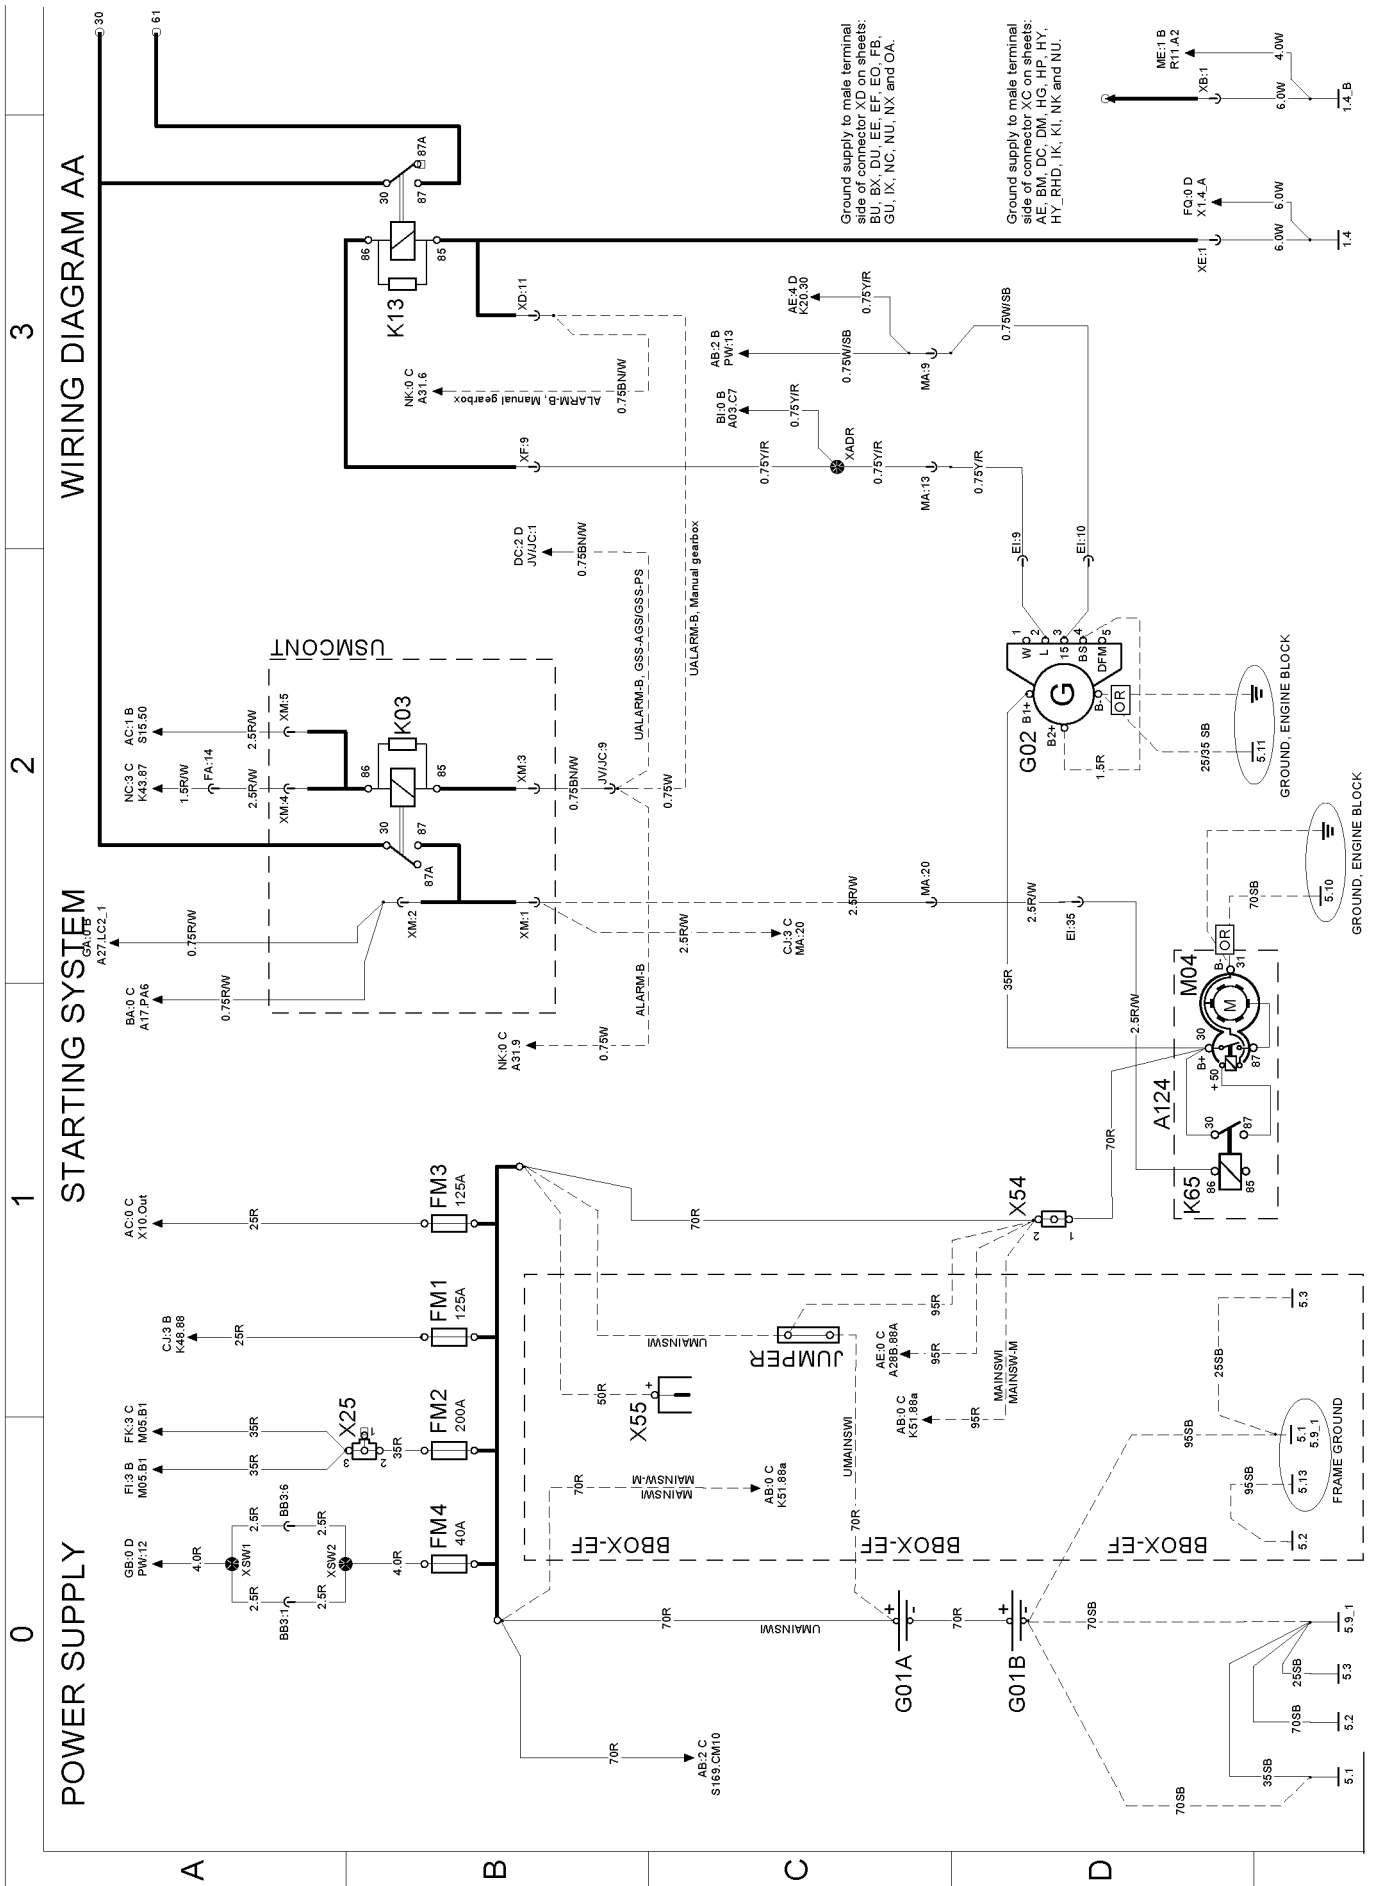 0
1
2
3
A
B
C
D
POWER SUPPLY
STARTING SYSTEM
WIRING DIAGRAM AA
30
61
GB:0 D
PW:12
4.0R
XSW1
2.5R
2.5R
BB3:1
BB3:6
2.5R
2.5R
XSW2
4.0R
FM4
40A
FI:3 B
M05.B1
FK:3 C
M05.B1
35R
35R
X25
3
1
2
35R
FM2
200A
CJ:3 B
K48.88
25R
FM1
125A
AC:0 C
X10.Out
25R
FM3
125A
BA:0 C
A17.PA6
0.75R/W
A27.LC2_1
0.75R/W
NC:3 C
K43.87
1.5R/W
FA:14
2.5R/W
XM:4
AC:1 B
S15.50
2.5R/W
XM:5
USMCONT
K03
86
85
30
87
87A
XM:2
XM:1
XM:3
0.75BN/W
JV/JC:9
0.75W
UALARM-B, GSS-AGS/GSS-PS
UALARM-B, Manual gearbox
DC:2 D
JV/JC:1
0.75BN/W
NK:0 C
A31.9
0.75W
ALARM-B
2.5R/W
CJ:3 C
MA:20
2.5R/W
MA:20
2.5R/W
EI:35
2.5R/W
K13
86
85
30
87
87A
XD:11
XF:9
NK:0 C
A31.6
ALARM-B, Manual gearbox
0.75BN/W
0.75Y/R
XADR
0.75Y/R
BI:0 B
A03.C7
0.75Y/R
MA:13
0.75Y/R
AB:2 B
PW:13
0.75W/SB
AE:4 D
K20.30
0.75Y/R
MA:9
0.75W/SB
EI:9
EI:10
Ground supply to male terminal
side of connector XD on sheets:
BU, BX, DU, EE, EF, EO, FB,
GU, IX, NC, NU, NX and OA.
Ground supply to male terminal
side of connector XC on sheets:
AE, BM, DC, DM, HG, HP, HY,
HY_RHD, IK, KI, NK and NU.
XE:1
6.0W
FQ:0 D
X1.4_A
6.0W
1.4
ME:1 B
R11.A2
XB:1
4.0W
6.0W
1.4_B
G02
G
B1+
B2+
B-
OR
W
L
15
BS
DFM
1
2
3
4
5
1.5R
25/35 SB
5.11
GROUND, ENGINE BLOCK
35R
M04
M
B-
31
OR
70SB
5.10
GROUND, ENGINE BLOCK
A124
K65
86
85
30
87
B+
30
+ 50
87
70R
X54
2
1
70R
50R
X55
+
UMAINSWI
JUMPER
95R
AE:0 C
A28B.88A
95R
AB:0 C
K51.88a
95R
MAINSWI
MAINSW-M
70R
MAINSW-M
MAINSWI
AB:0 C
K51.88a
UMAINSWI
70R
BBOX-EF
BBOX-EF
BBOX-EF
70R
UMAINSWI
70R
AB:2 C
S169.CM10
G01A
+
-
70R
G01B
+
-
70SB
70SB
95SB
25SB
5.3
95SB
5.2
5.13
5.1
5.9_1
FRAME GROUND
35SB
70SB
25SB
5.1
5.2
5.3
5.9_1